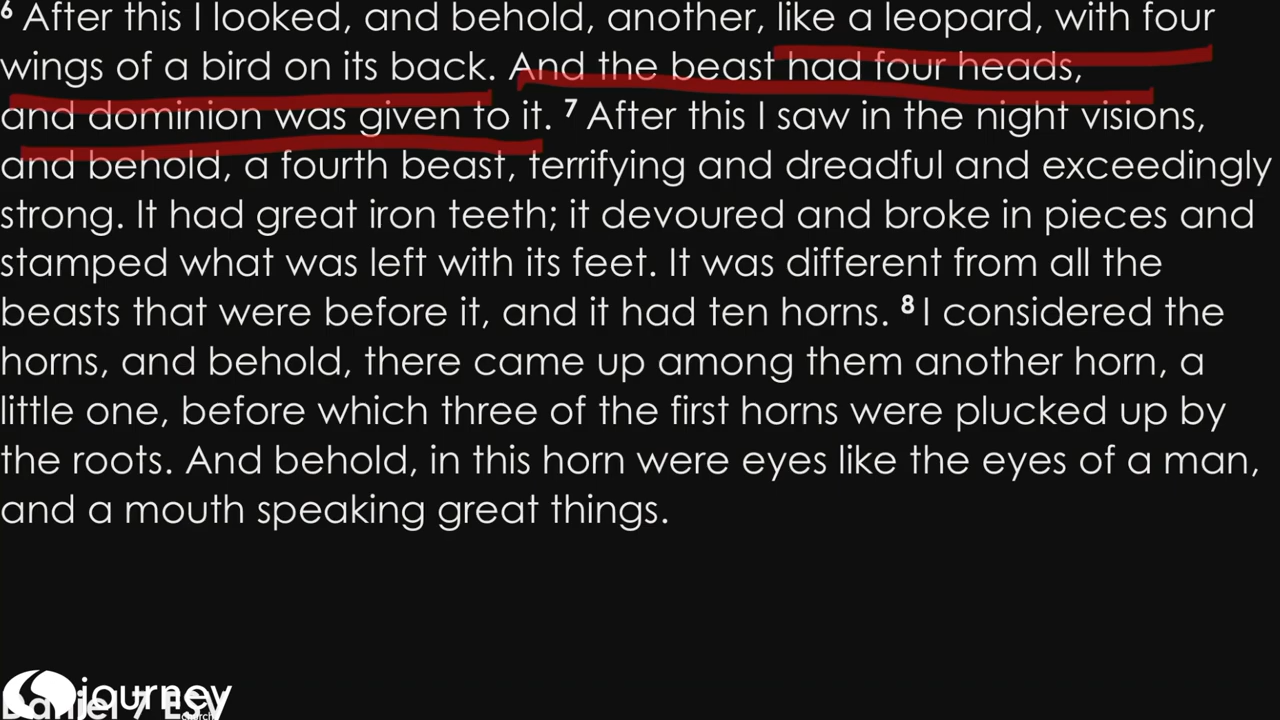 6 After this I looked, and behold, another, like a leopard, with four
wings of a bird on its back. And the beast had four heads,
and dominion was given to it. 7 After this I saw in the night visions,
and behold, a fourth beast, terrifying and dreadful and exceedingly
strong. It had great iron teeth; it devoured and broke in pieces and
stamped what was left with its feet. It was different from all the
beasts that were before it, and it had ten horns. 8 I considered the
horns, and behold, there came up among them another horn, a
little one, before which three of the first horns were plucked up by
the roots. And behold, in this horn were eyes like the eyes of a man,
and a mouth speaking great things.
journey
church
Daniel 7 Esv